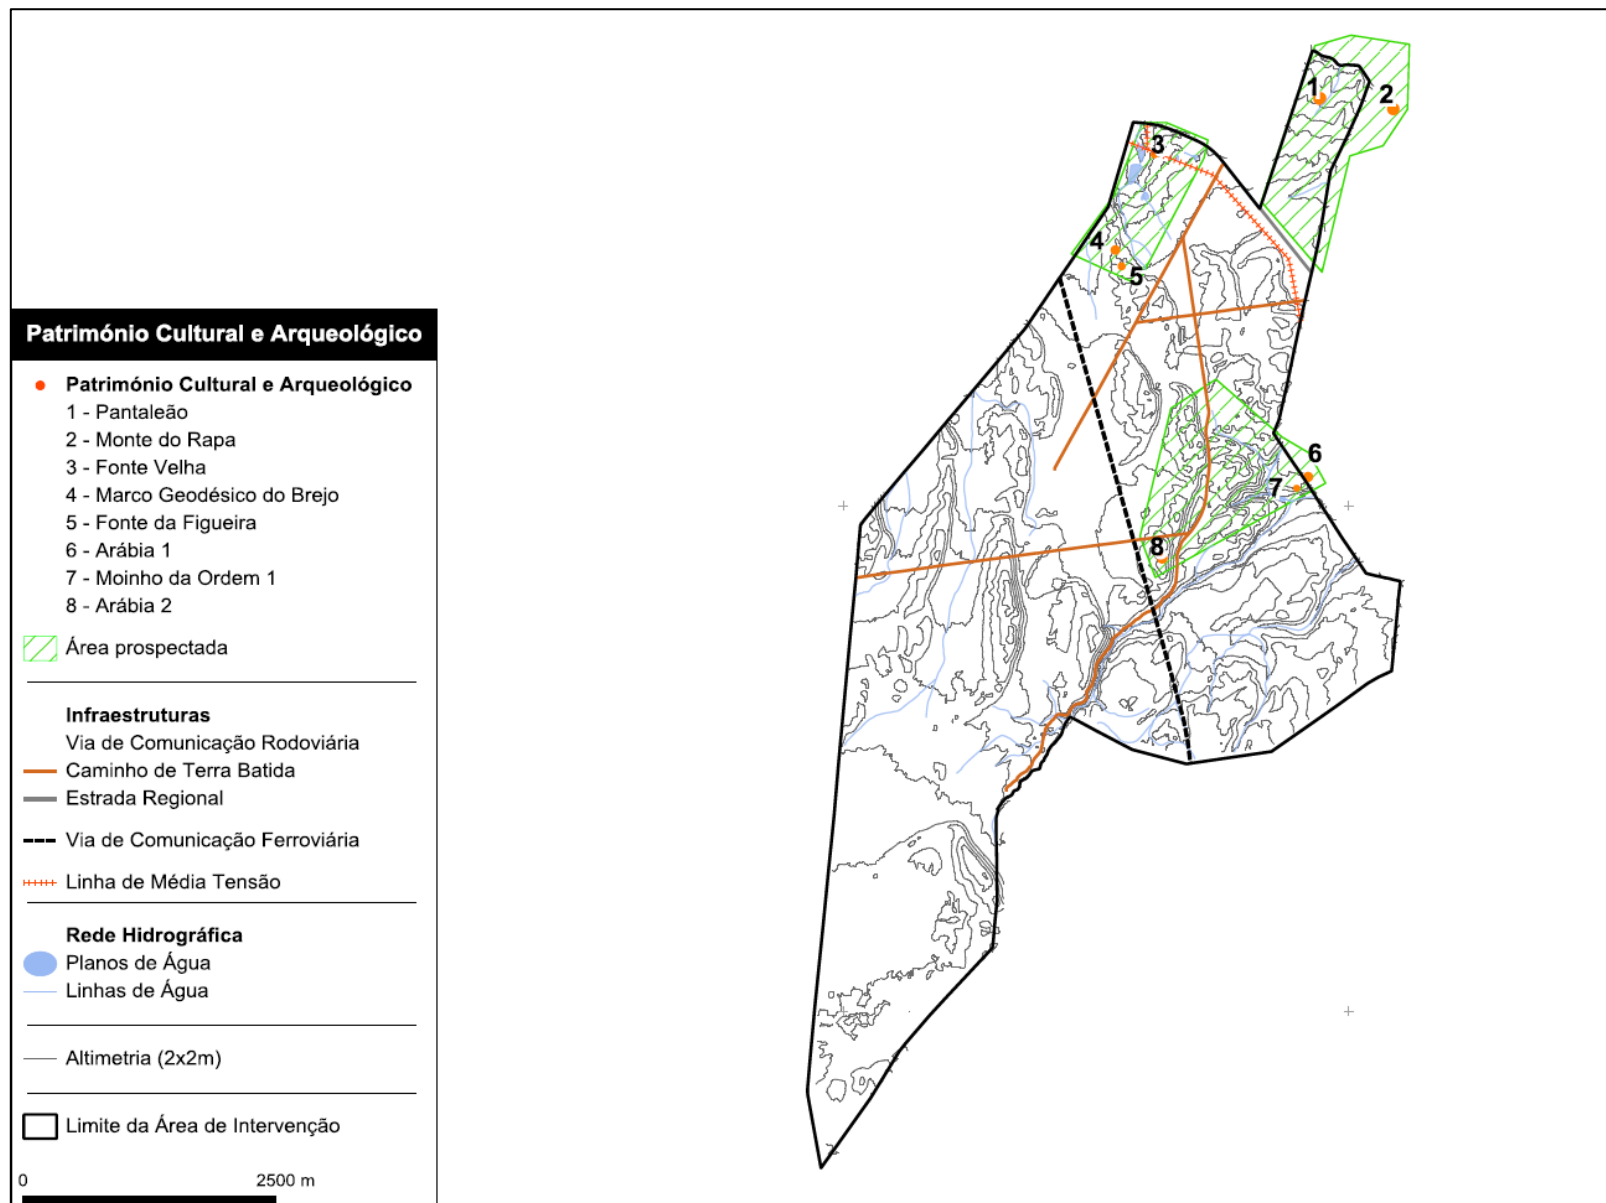 1
2
3
4
5
Património Cultural e Arqueológico
Património Cultural e Arqueológico
1 - Pantaleão
2 - Monte do Rapa
3 - Fonte Velha
4 - Marco Geodésico do Brejo
5 - Fonte da Figueira
6 - Arábia 1
7 - Moinho da Ordem 1
8 - Arábia 2
Área prospectada
Infraestruturas
Via de Comunicação Rodoviária
Caminho de Terra Batida
Estrada Regional
Via de Comunicação Ferroviária
Linha de Média Tensão
Rede Hidrográfica
Planos de Água
Linhas de Água
Altimetria (2x2m)
Limite da Área de Intervenção
0 2500 m
6
7
8